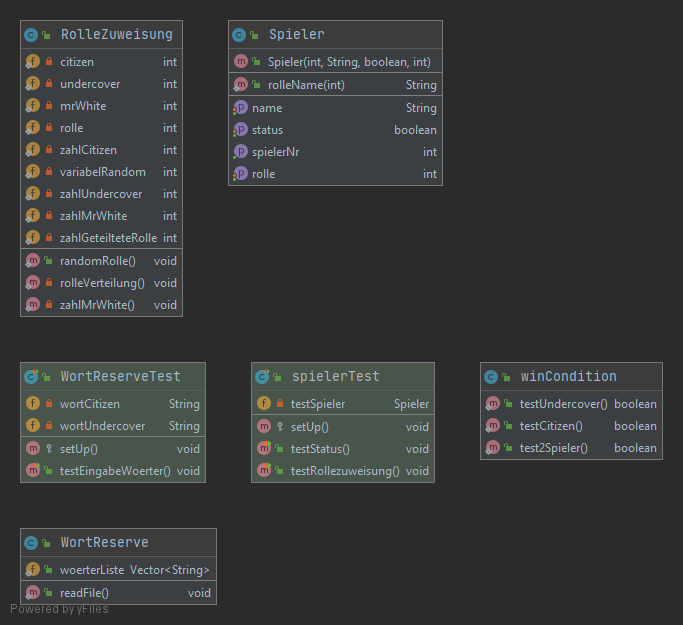 RolleZuweisung
citizen int
undercover int
mrWhite int
rolle int
zahlCitizen int
variabelRandom int
zahlUndercover int
zahlMrWhite int
zahlGeteilteteRolle int
randomRolle() void
rolleVerteilung() void
zahlMrWhite() void
Spieler
Spieler(int, String, boolean, int)
rolleName(int) String
name String
status boolean
spielerNr int
rolle int
WortReserveTest
wortCitizen String
wortUndercover String
setUp() void
testEingabeWoerter() void
spielerTest
testSpieler Spieler
setUp() void
testStatus() void
testRollezuweisung() void
winCondition
testUndercover() boolean
testCitizen() boolean
test2Spieler() boolean
WortReserve
woerterListe Vector<String>
readFile() void
Powered by yFiles